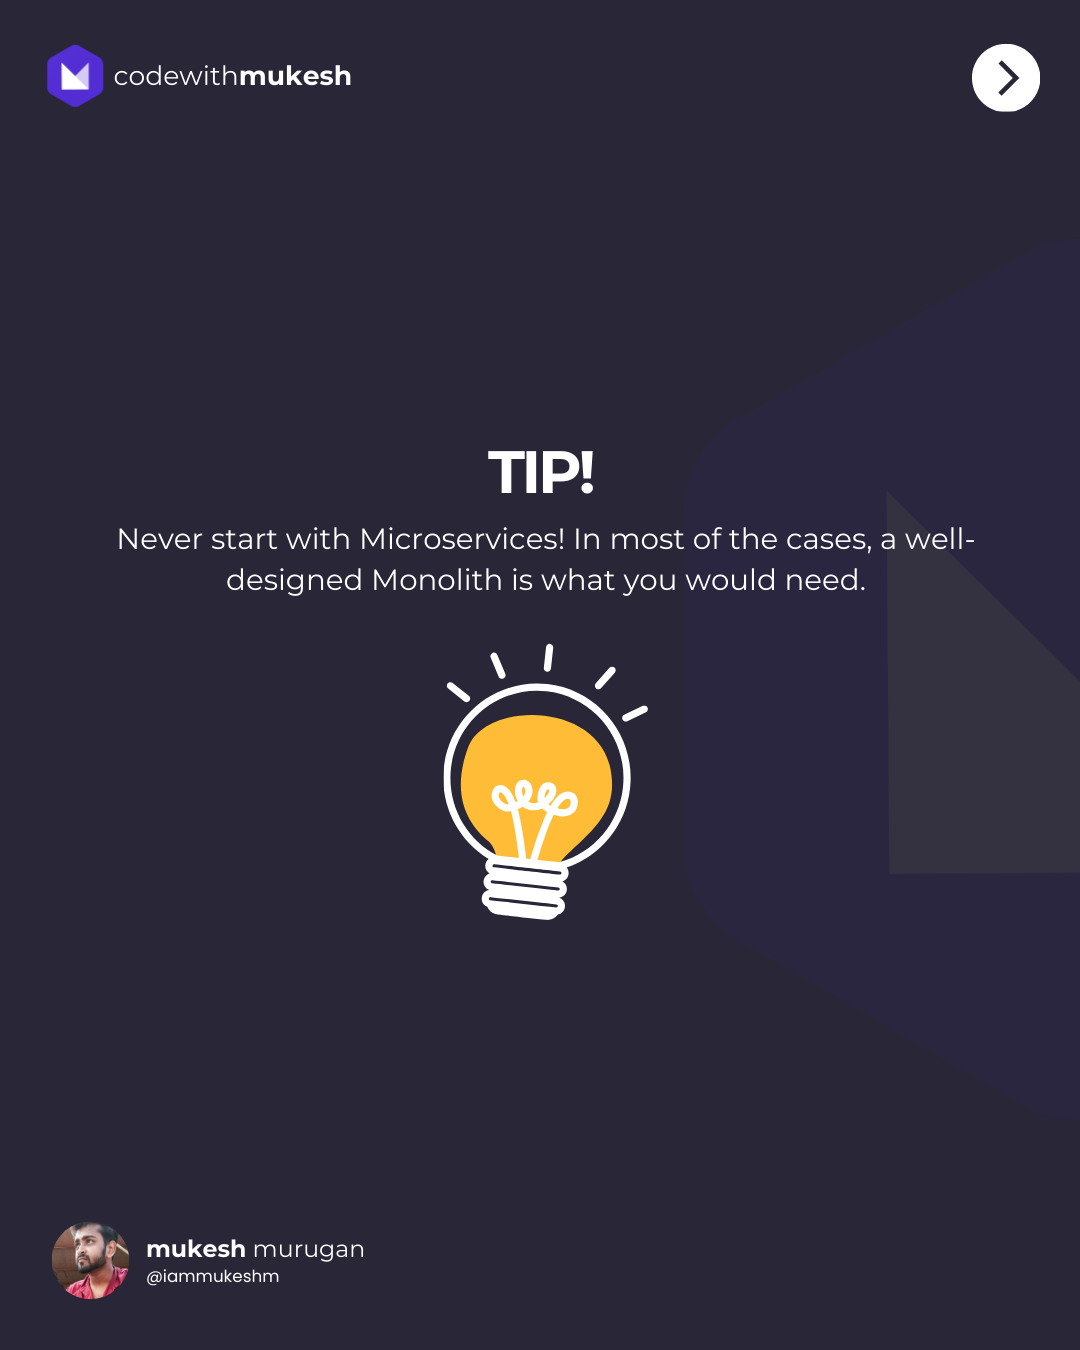 codewithmukesh
TIP!
Never start with Microservices! In most of the cases, a well-
designed Monolith is what you would need.
mukesh murugan
@iammukeshm